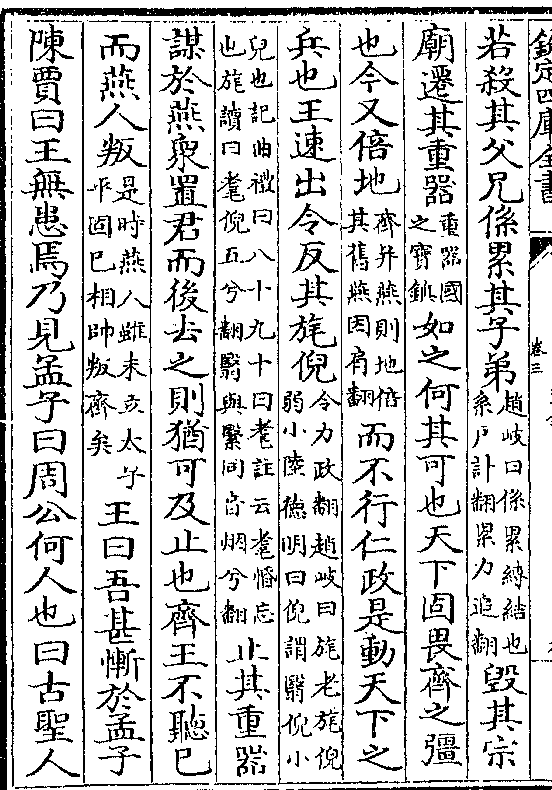 欽定四庫全書
卷三
若殺其父兄係累其子弟趙岐曰係累縛結也系戶計翻累力追翻毀其宗
廟遷其重器重器國之寶鎮如之何其可也天下固畏齊之彊
也今又倍地齊并燕則地倍其舊燕因肩翻而不行仁政是動天下之
兵也王速出令反其旄倪令力政翻趙岐曰旄老旄倪弱小陸德明曰倪謂翳倪小
兒也記曲禮曰八十九十曰耄註云耄惛忘也旄讀曰耄倪五兮翻翳與繄同音烟兮翻止其重器
謀於燕衆置君而後去之則猶可及止也齊王不聽已
而燕人叛是時燕人雖未立太子平固已相帥叛齊矣王曰吾甚慚於孟子
陳賈曰王無患焉乃見孟子曰周公何人也曰古聖人